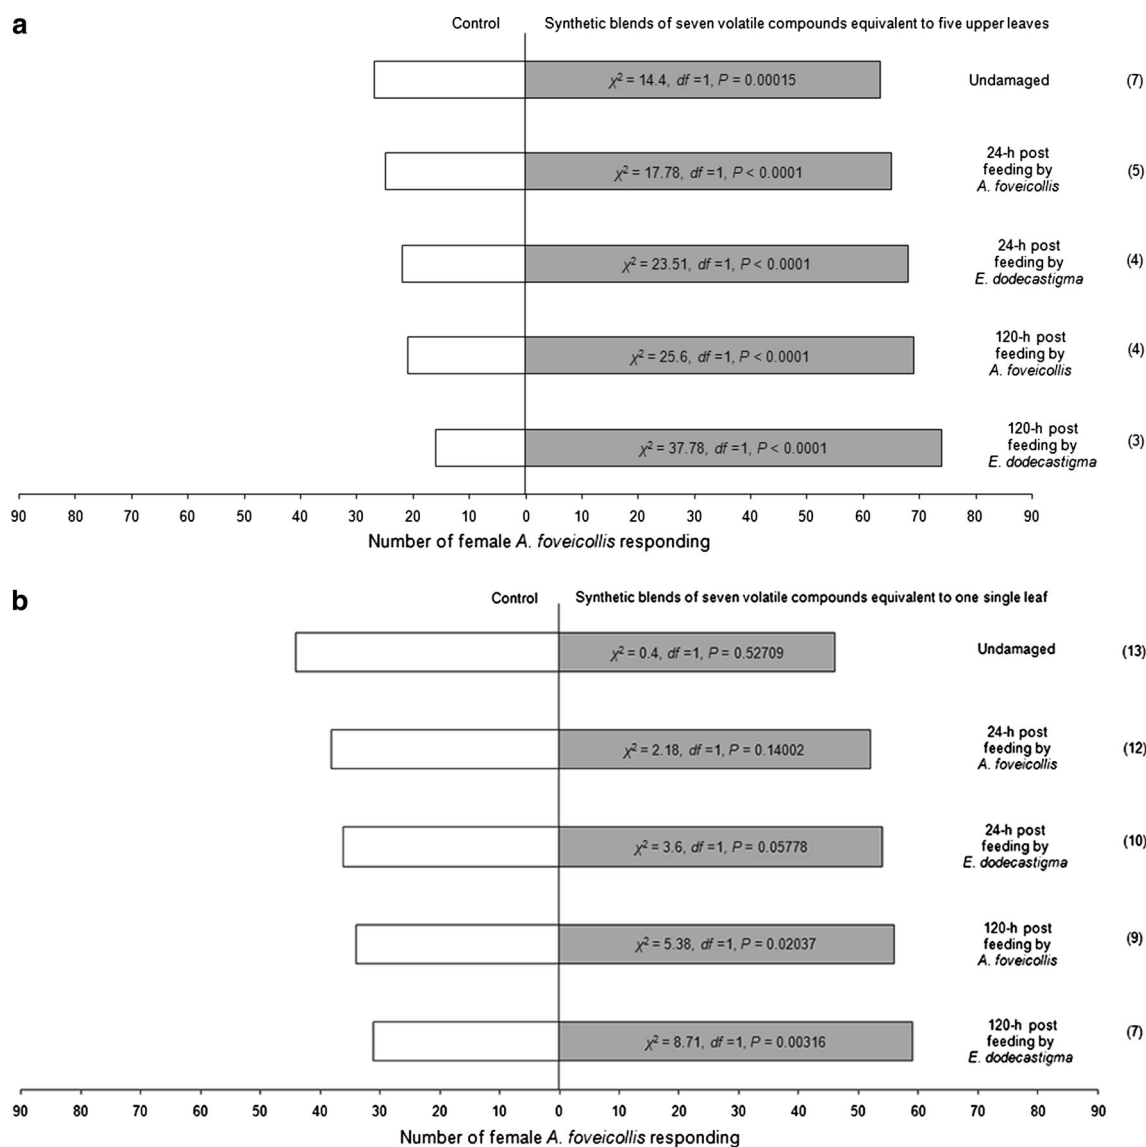 a
Control Synthetic blends of seven volatile compounds equivalent to five upper leaves
χ² = 14.4, df =1, P = 0.00015 Undamaged (7)
24-h post
χ² = 17.78, df =1, P < 0.0001 feeding by (5)
A. foveicollis
24-h post
χ² = 23.51, df =1, P < 0.0001 feeding by (4)
E. dodecastigma
120-h post
χ² = 25.6, df =1, P < 0.0001 feeding by (4)
A. foveicollis
120-h post
χ² = 37.78, df =1, P < 0.0001 feeding by (3)
E. dodecastigma
90 80 70 60 50 40 30 20 10 0 10 20 30 40 50 60 70 80 90
Number of female A. foveicollis responding
b
Control Synthetic blends of seven volatile compounds equivalent to one single leaf
χ² = 0.4, df =1, P = 0.52709 Undamaged (13)
24-h post
χ² = 2.18, df =1, P = 0.14002 feeding by (12)
A. foveicollis
24-h post
χ² = 3.6, df =1, P = 0.05778 feeding by (10)
E. dodecastigma
120-h post
χ² = 5.38, df =1, P = 0.02037 feeding by (9)
A. foveicollis
120-h post
χ² = 8.71, df =1, P = 0.00316 feeding by (7)
E. dodecastigma
90 80 70 60 50 40 30 20 10 0 10 20 30 40 50 60 70 80 90
Number of female A. foveicollis responding